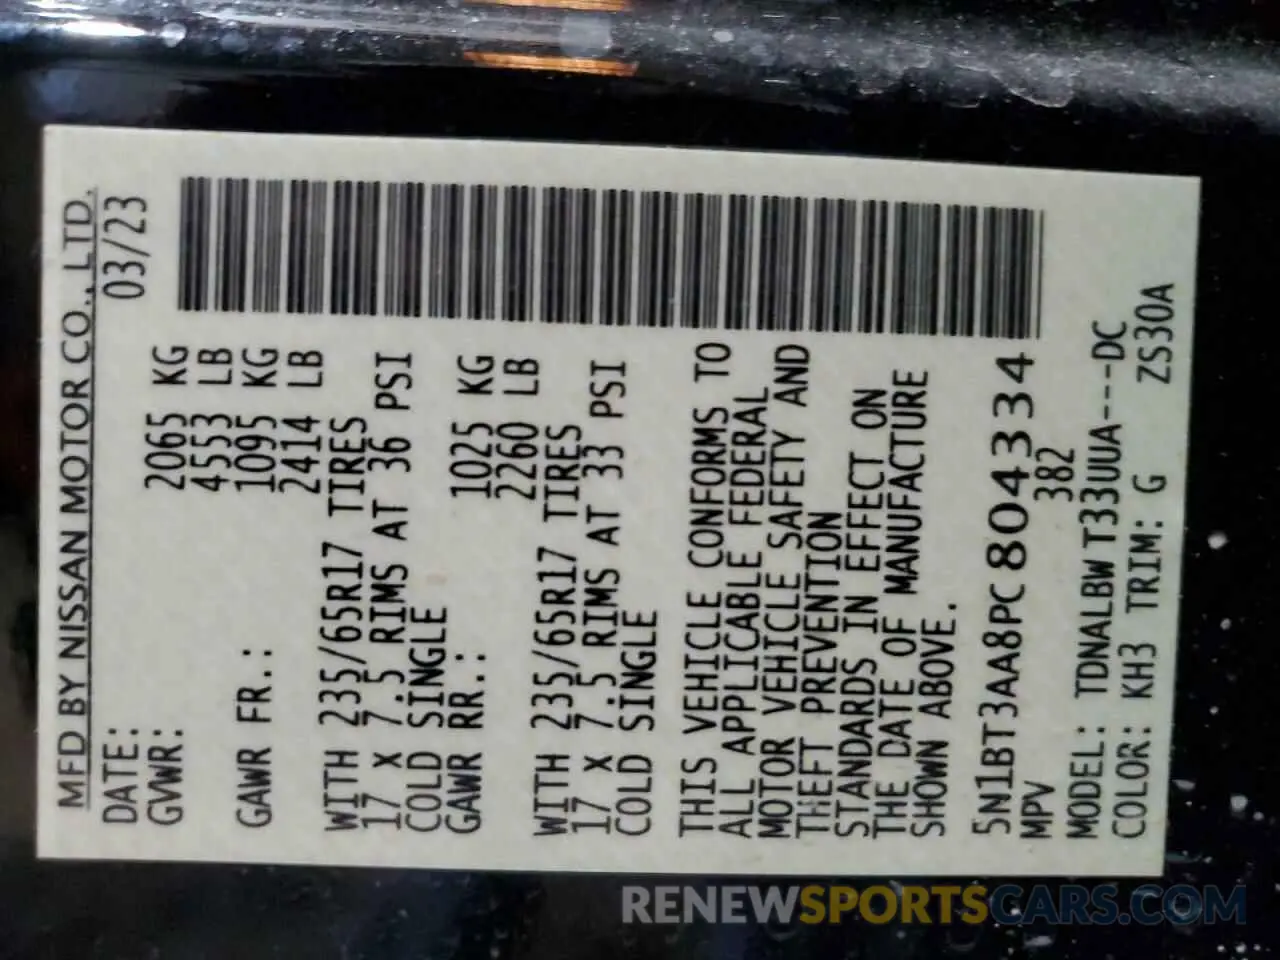 MFD BY NISSAN MOTOR CO., LTD.
DATE: 03/23
GVWR: 2065 KG
4553 LB
GAWR FR.: 1095 KG
2414 LB
WITH 235/65R17 TIRES
17 X 7.5 RIMS AT 36 PSI
COLD SINGLE
GAWR RR.: 1025 KG
2260 LB
WITH 235/65R17 TIRES
17 X 7.5 RIMS AT 33 PSI
COLD SINGLE
THIS VEHICLE CONFORMS TO
ALL APPLICABLE FEDERAL
MOTOR VEHICLE SAFETY AND
THEFT PREVENTION
STANDARDS IN EFFECT ON
THE DATE OF MANUFACTURE
SHOWN ABOVE.
5N1BT3AA8PC804334
MPV 382
MODEL: TDNALBW T33UUA---DC
COLOR: KH3 TRIM: G ZS30A
RENEWSPORTSCARS.COM